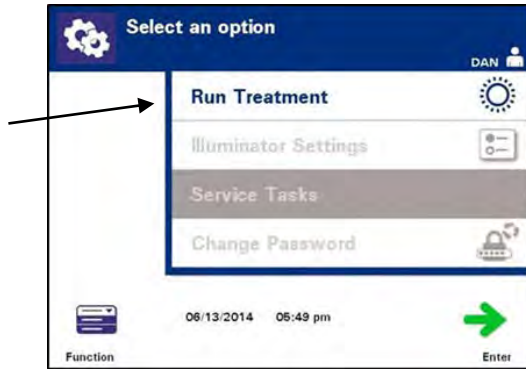 Select an option
DAN
Run Treatment
Illuminator Settings
Service Tasks
Change Password
06/13/2014 05:49 pm
Function
Enter